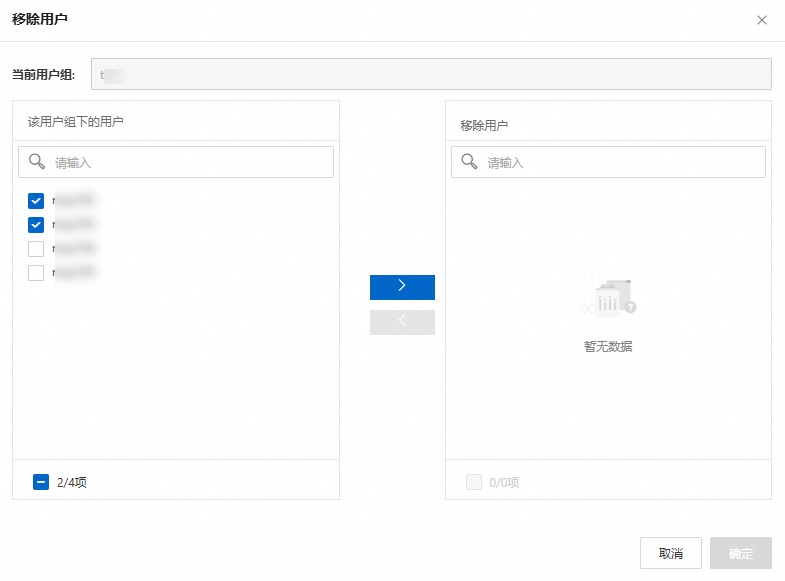 移除用户
当前用户组:
该用户组下的用户
移除用户
请输入
请输入
暂无数据
2/4项
0/0项
取消
确定